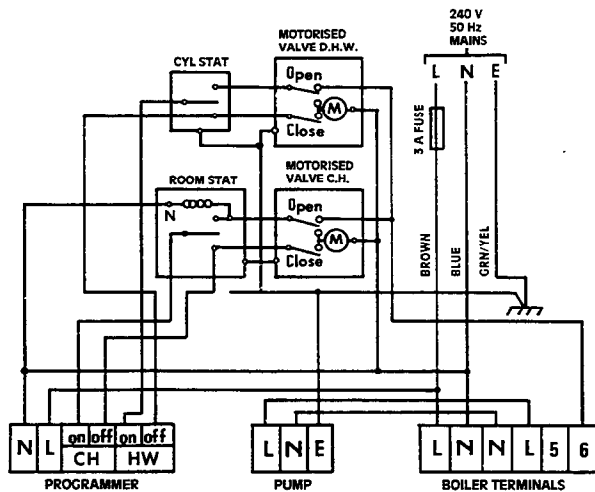 240 V
50 Hz
MAINS
L N E
MOTORISED
VALVE D.H.W.
CYL STAT
Open
M
Close
3 A FUSE
MOTORISED
VALVE C.H.
ROOM STAT
N
Open
M
Close
BROWN
BLUE
GRN/YEL
N L on off on off
CH HW
PROGRAMMER
L N E
PUMP
L N N L 5 6
BOILER TERMINALS